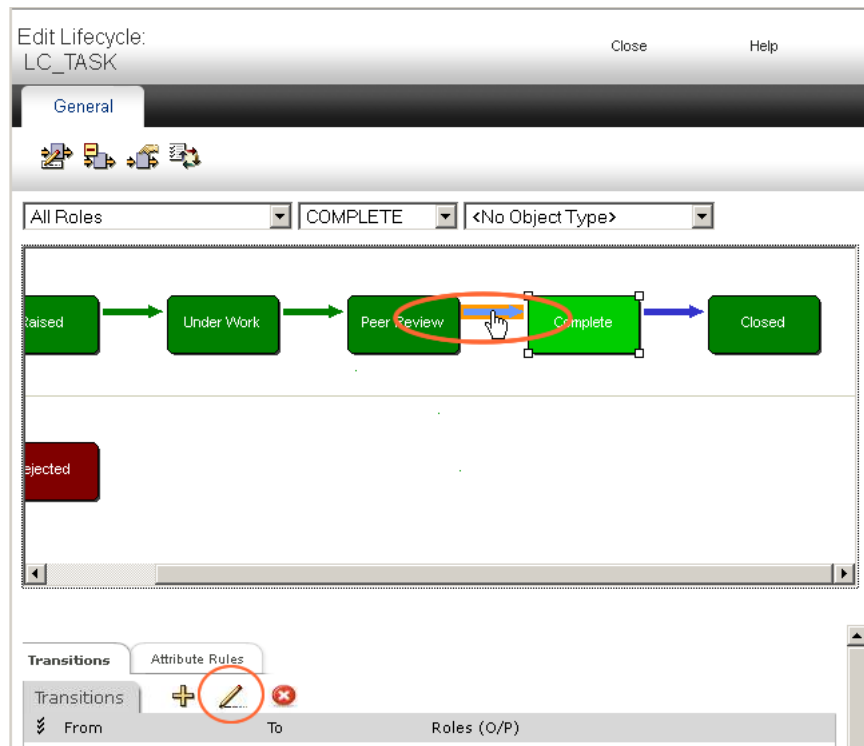 Edit Lifecycle:
LC_TASK
Close Help
General
All Roles COMPLETE <No Object Type>
aised Under Work Peer Review Complete Closed
ejected
Transitions Attribute Rules
Transitions
From To Roles (O/P)